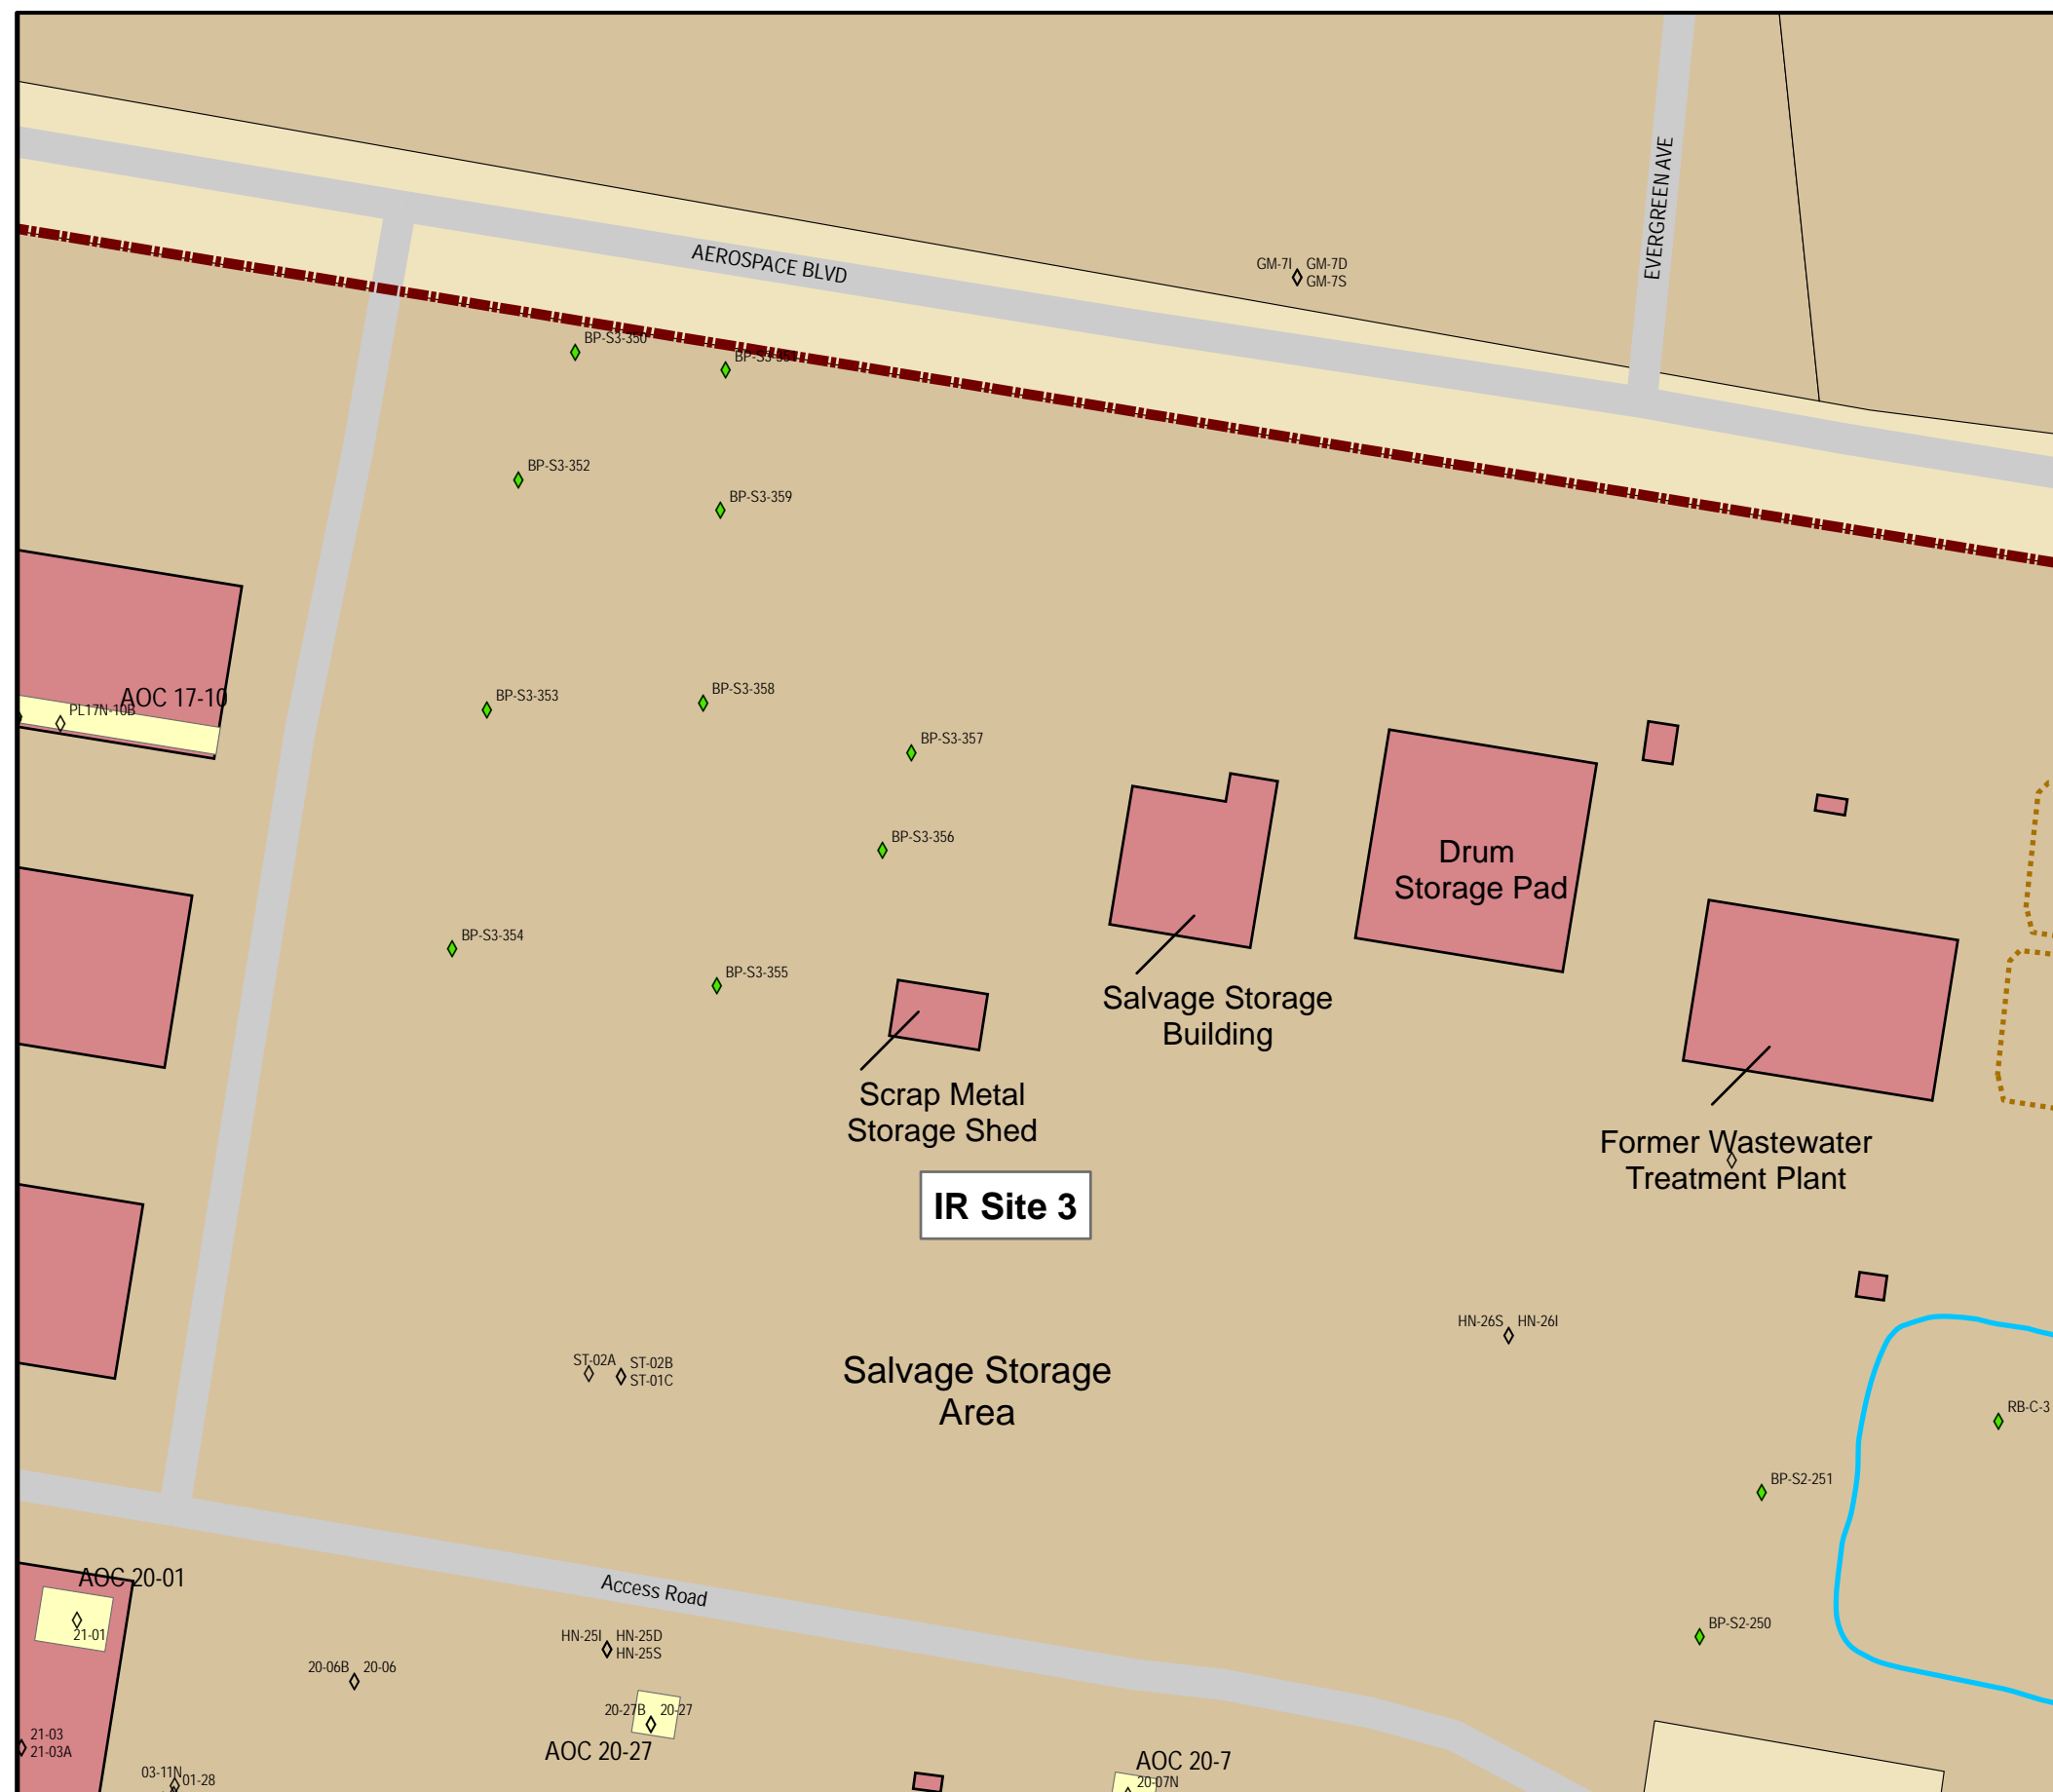 EVERGREEN AVE
AEROSPACE BLVD
GM-7I GM-7D
GM-7S
BP-S3-350
BP-S3-351
BP-S3-352
BP-S3-359
BP-S3-353
BP-S3-358
AOC 17-10
PL17N-10B
BP-S3-357
BP-S3-356
Drum
Storage Pad
BP-S3-354
BP-S3-355
Salvage Storage
Building
Scrap Metal
Storage Shed
Former Wastewater
Treatment Plant
IR Site 3
HN-26S HN-26I
ST-02A ST-02B
ST-01C
Salvage Storage
Area
RB-C-3
BP-S2-251
AOC 20-01
21-01
Access Road
BP-S2-250
HN-25I HN-25D
HN-25S
20-06B 20-06
20-27B 20-27
AOC 20-27
21-03
21-03A
AOC 20-7
20-07N
03-11N
01-28